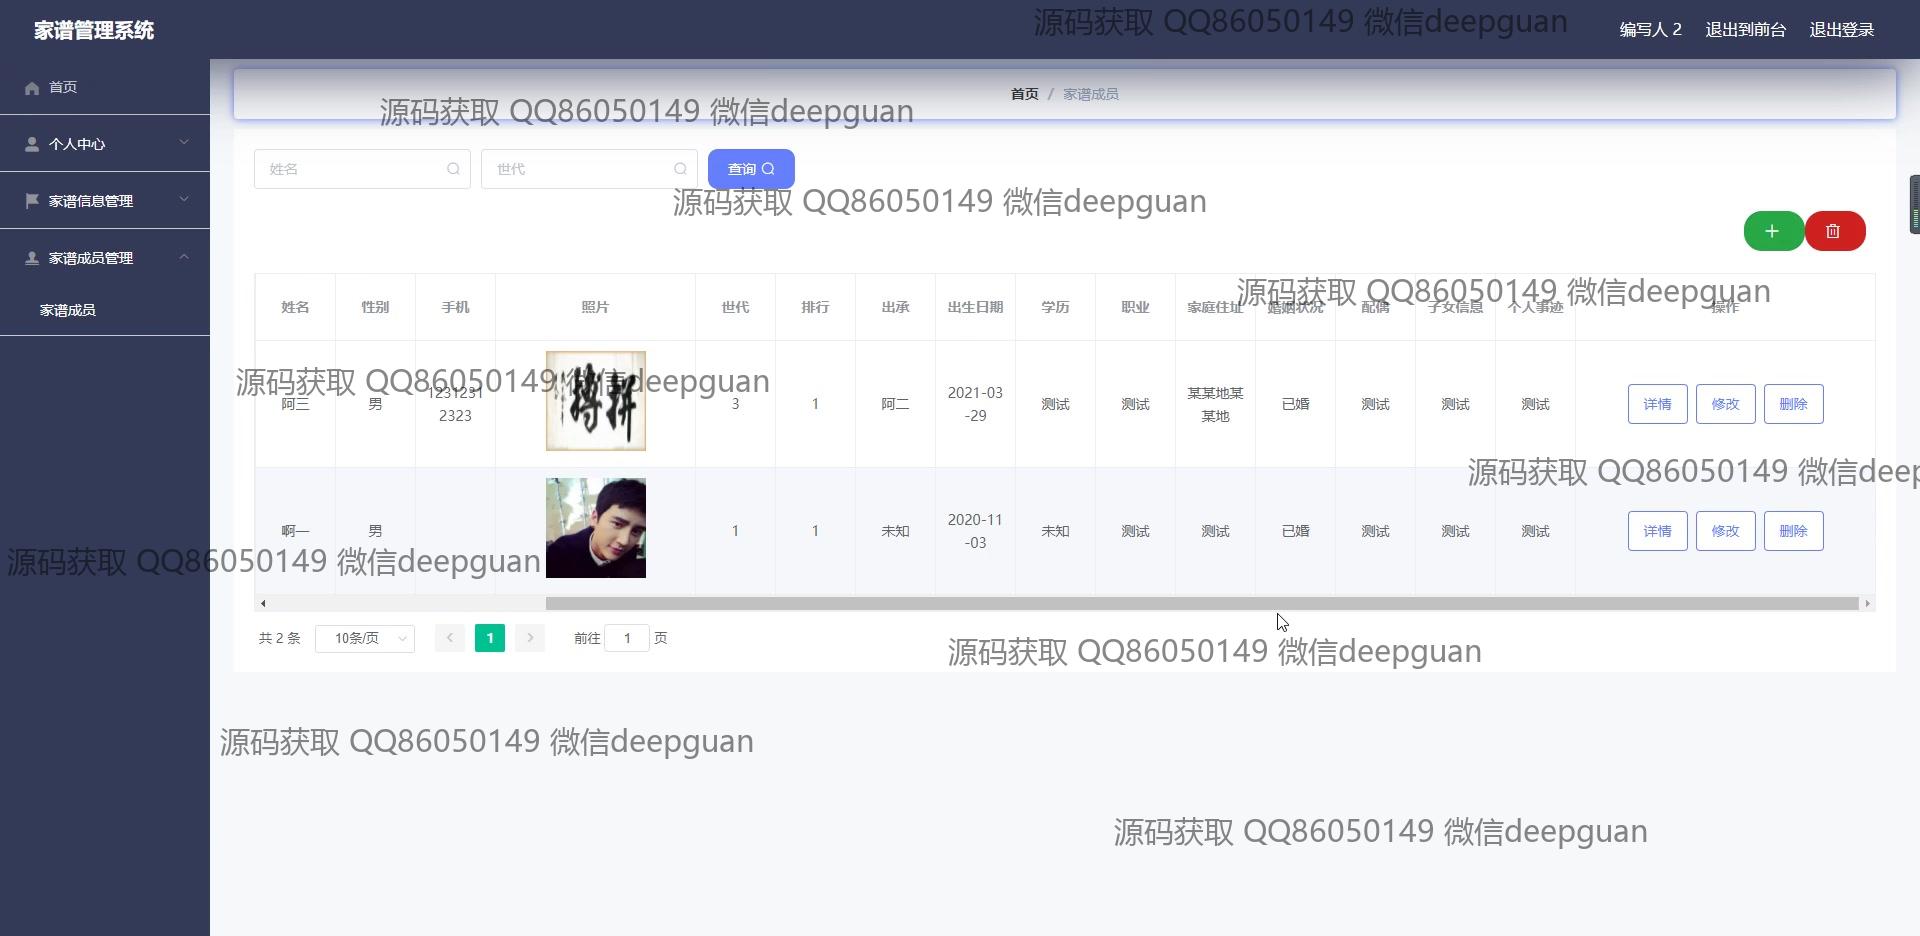 家谱管理系统
源码获取 QQ86050149 微信deepguan
编写人 2 退出到前台 退出登录
首页
首页 / 家谱成员
源码获取 QQ86050149 微信deepguan
个人中心
姓名 世代 查询
家谱信息管理
源码获取 QQ86050149 微信deepguan
家谱成员管理
家谱成员
源码获取 QQ86050149 微信deepguan
姓名 性别 手机 照片 世代 排行 出承 出生日期 学历 职业 家庭住址 婚姻状况 配偶 子女信息 个人事迹 操作
源码获取 QQ86050149 微信deepguan
阿三 男 1231231 2323 搏拼 3 1 阿二 2021-03 -29 测试 测试 某某地某 某地 已婚 测试 测试 测试 详情 修改 删除
源码获取 QQ86050149 微信deep
啊一 男 1 1 未知 2020-11 -03 未知 测试 测试 已婚 测试 测试 测试 详情 修改 删除
源码获取 QQ86050149 微信deepguan
共 2 条 10条/页 1 前往 1 页
源码获取 QQ86050149 微信deepguan
源码获取 QQ86050149 微信deepguan
源码获取 QQ86050149 微信deepguan